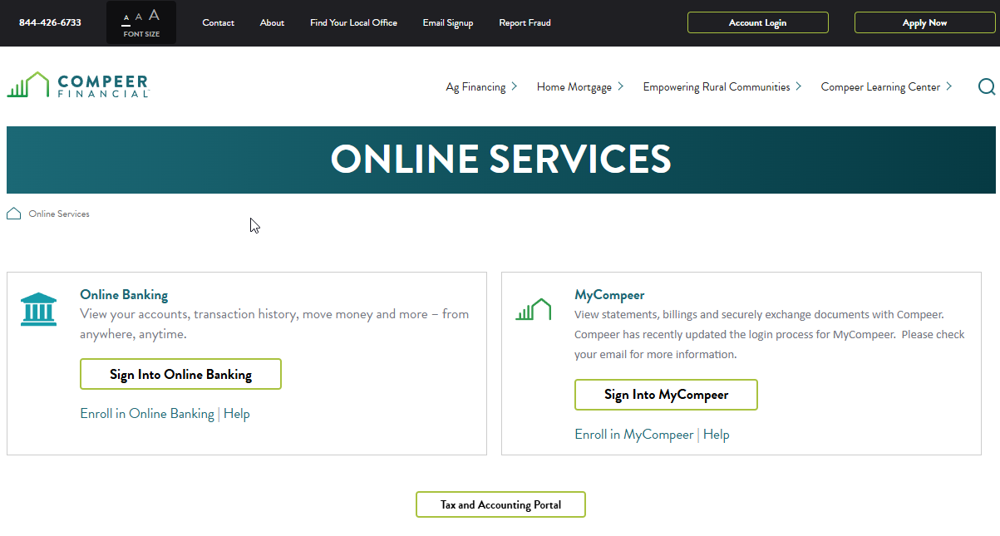 844-426-6733
A A A
FONT SIZE
Contact
About
Find Your Local Office
Email Signup
Report Fraud
Account Login
Apply Now
COMPEER
FINANCIAL
Ag Financing
Home Mortgage
Empowering Rural Communities
Compeer Learning Center
ONLINE SERVICES
Online Services
Online Banking
View your accounts, transaction history, move money and more – from
anywhere, anytime.
Sign Into Online Banking
Enroll in Online Banking | Help
MyCompeer
View statements, billings and securely exchange documents with Compeer.
Compeer has recently updated the login process for MyCompeer.  Please check
your email for more information.
Sign Into MyCompeer
Enroll in MyCompeer | Help
Tax and Accounting Portal